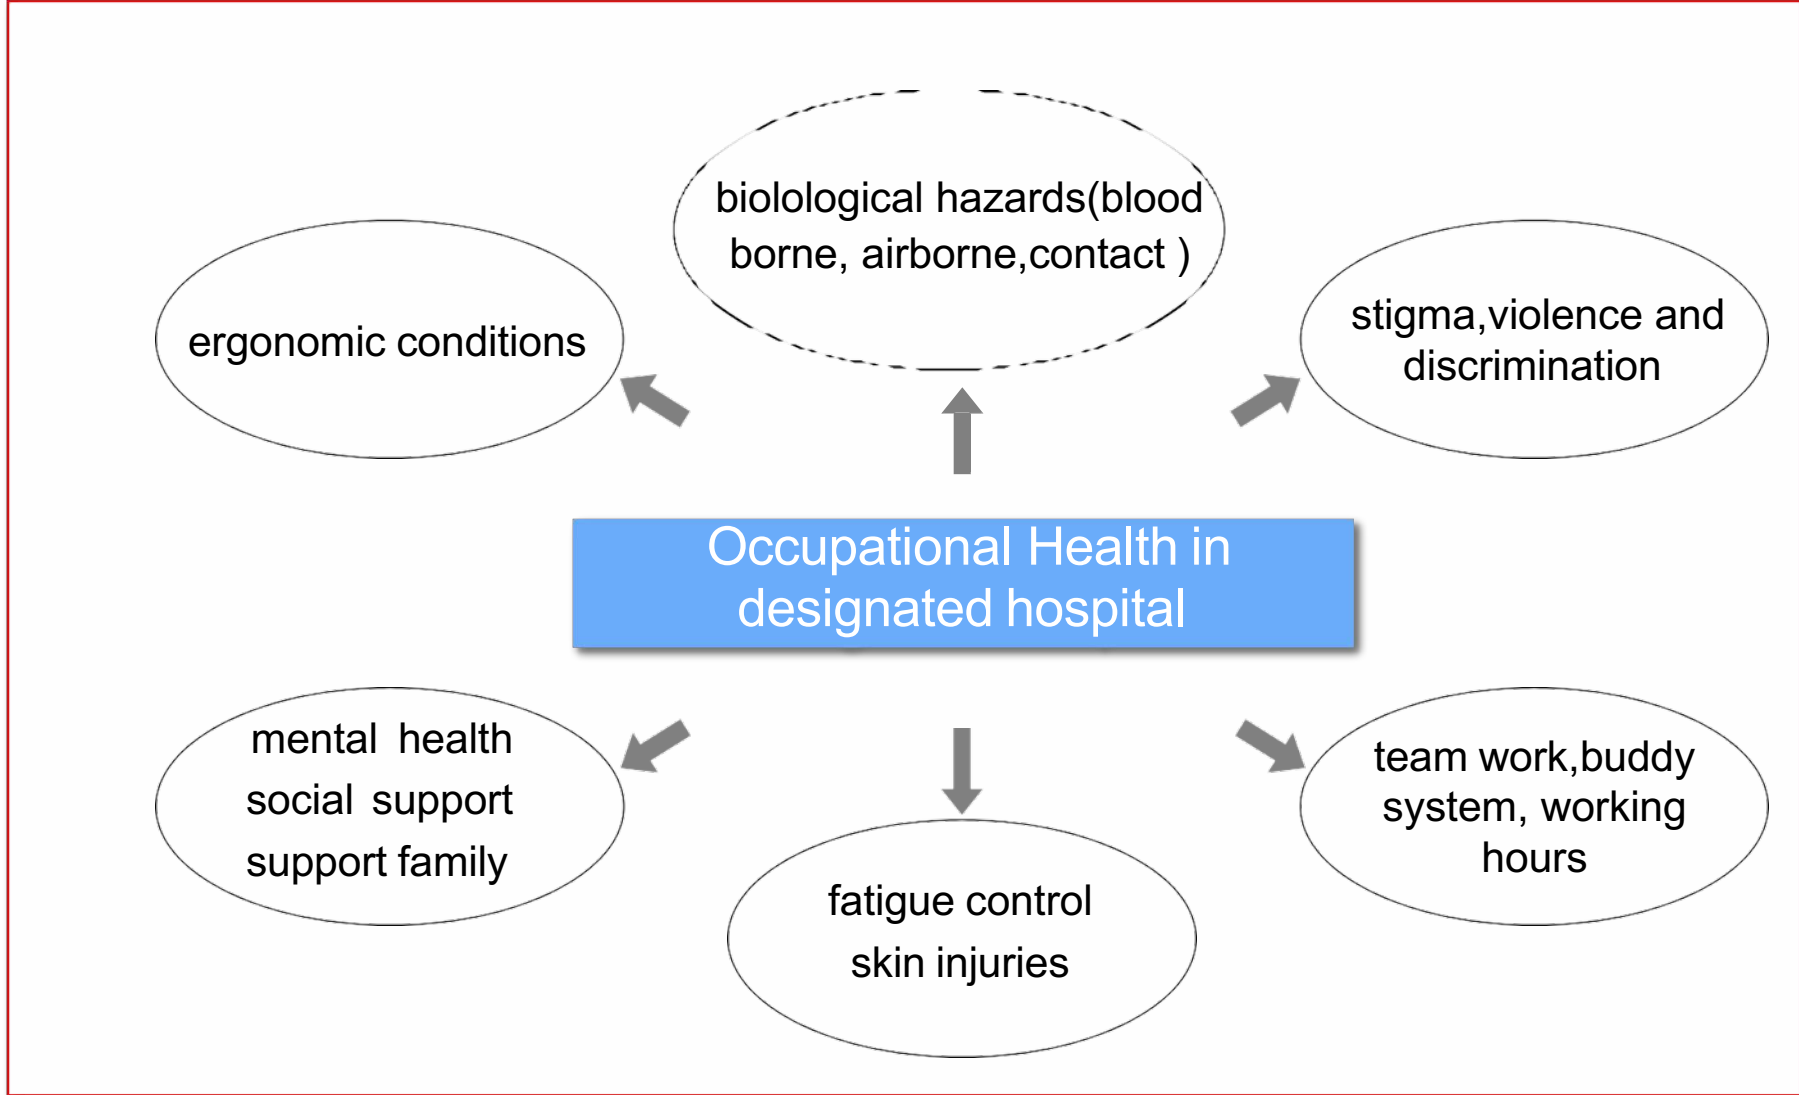 biolological hazards(blood
borne, airborne,contact )
ergonomic conditions
stigma,violence and
discrimination
Occupational Health in
designated hospital
mental health
social support
support family
team work,buddy
system, working
hours
fatigue control
skin injuries